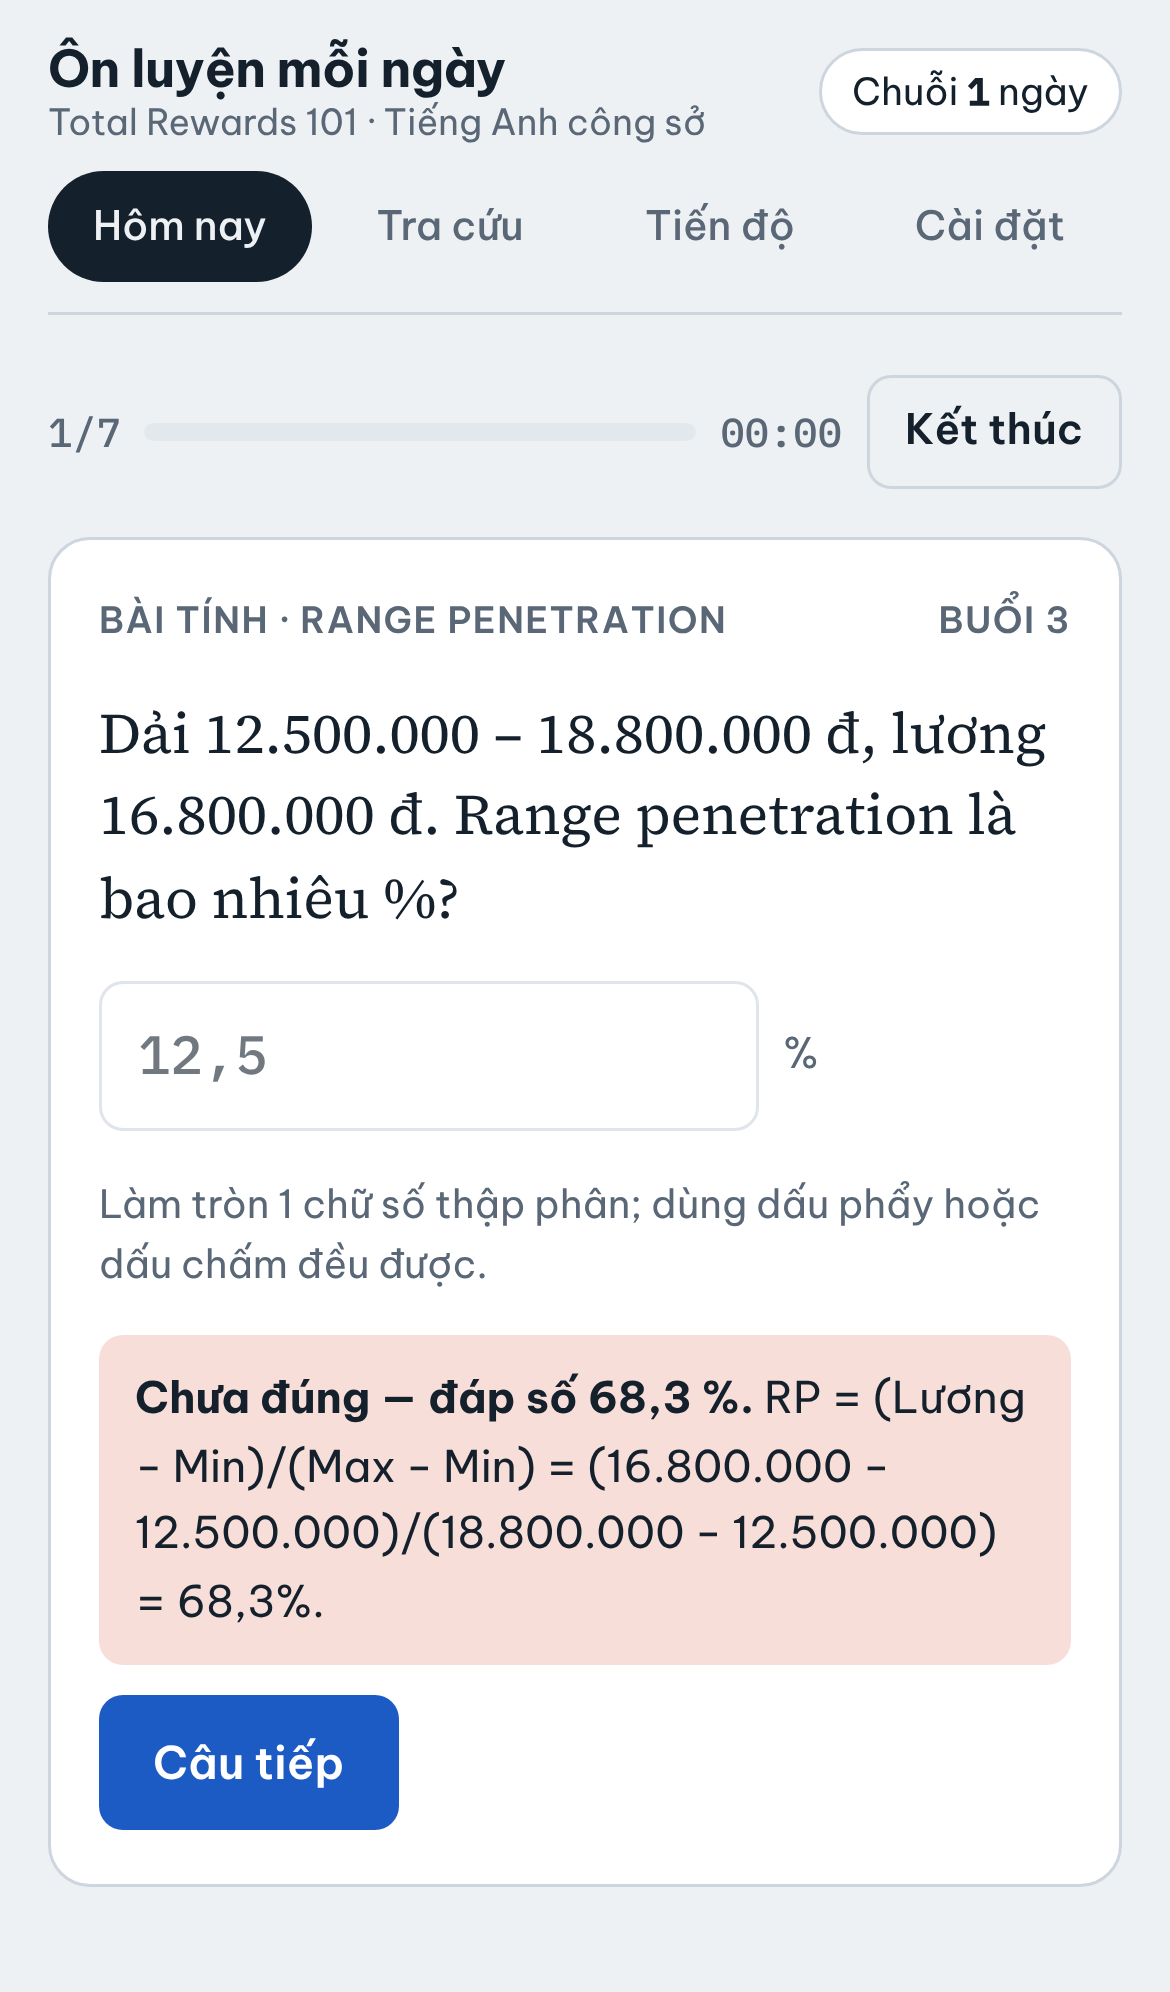 Ôn luyện mỗi ngày
Total Rewards 101 · Tiếng Anh công sở
Chuỗi 1 ngày
Hôm nay
Tra cứu
Tiến độ
Cài đặt
1/7
00:00
Kết thúc
BÀI TÍNH · RANGE PENETRATION
BUỔI 3
Dải 12.500.000 – 18.800.000 đ, lương
16.800.000 đ. Range penetration là
bao nhiêu %?
12,5
%
Làm tròn 1 chữ số thập phân; dùng dấu phẩy hoặc
dấu chấm đều được.
Chưa đúng — đáp số 68,3 %. RP = (Lương
– Min)/(Max – Min) = (16.800.000 –
12.500.000)/(18.800.000 – 12.500.000)
= 68,3%.
Câu tiếp